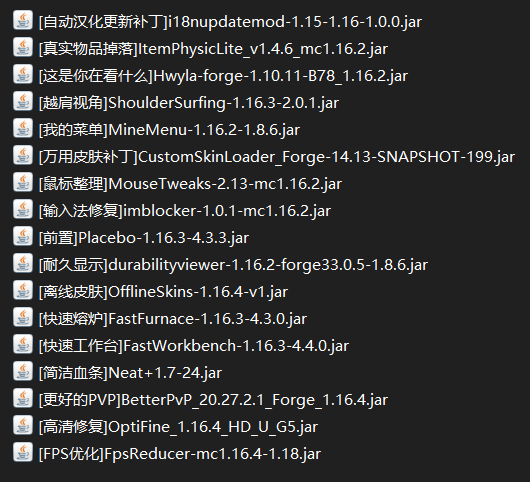 [自动汉化更新补丁]i18nupdatemod-1.15-1.16-1.0.0.jar
[真实物品掉落]ItemPhysicLite_v1.4.6_mc1.16.2.jar
[这是你在看什么]Hwyla-forge-1.10.11-B78_1.16.2.jar
[越肩视角]ShoulderSurfing-1.16.3-2.0.1.jar
[我的菜单]MineMenu-1.16.2-1.8.6.jar
[万用皮肤补丁]CustomSkinLoader_Forge-14.13-SNAPSHOT-199.jar
[鼠标整理]MouseTweaks-2.13-mc1.16.2.jar
[输入法修复]imblocker-1.0.1-mc1.16.2.jar
[前置]Placebo-1.16.3-4.3.3.jar
[耐久显示]durabilityviewer-1.16.2-forge33.0.5-1.8.6.jar
[离线皮肤]OfflineSkins-1.16.4-v1.jar
[快速熔炉]FastFurnace-1.16.3-4.3.0.jar
[快速工作台]FastWorkbench-1.16.3-4.4.0.jar
[简洁血条]Neat+1.7-24.jar
[更好的PVP]BetterPvP_20.27.2.1_Forge_1.16.4.jar
[高清修复]OptiFine_1.16.4_HD_U_G5.jar
[FPS优化]FpsReducer-mc1.16.4-1.18.jar